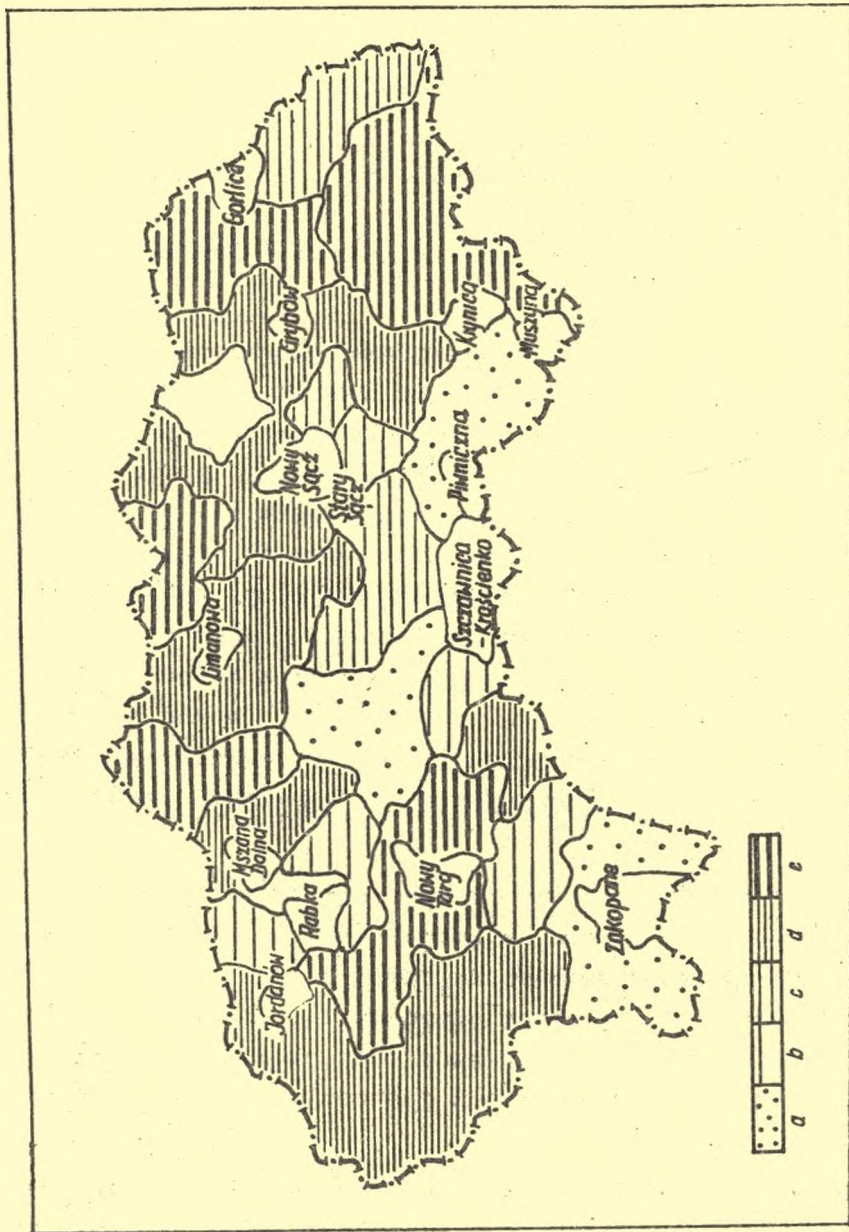 Jordanów
Rabka
Mszana
Dolna
Nowy
Targ
Zakopane
Limanowa
Szczawnica
-Krościenko
Nowy
Sącz
Stary
Sącz
Piwniczna
Grybów
Krynica
Muszyna
Gorlice
a b c d e